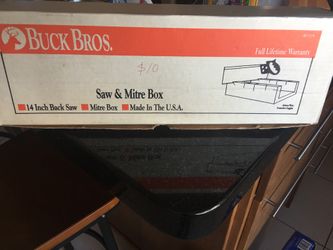 BUCK BROS.
Full Lifetime Warranty
$10
Saw & Mitre Box
14 Inch Back Saw Mitre Box Made In The U.S.A.